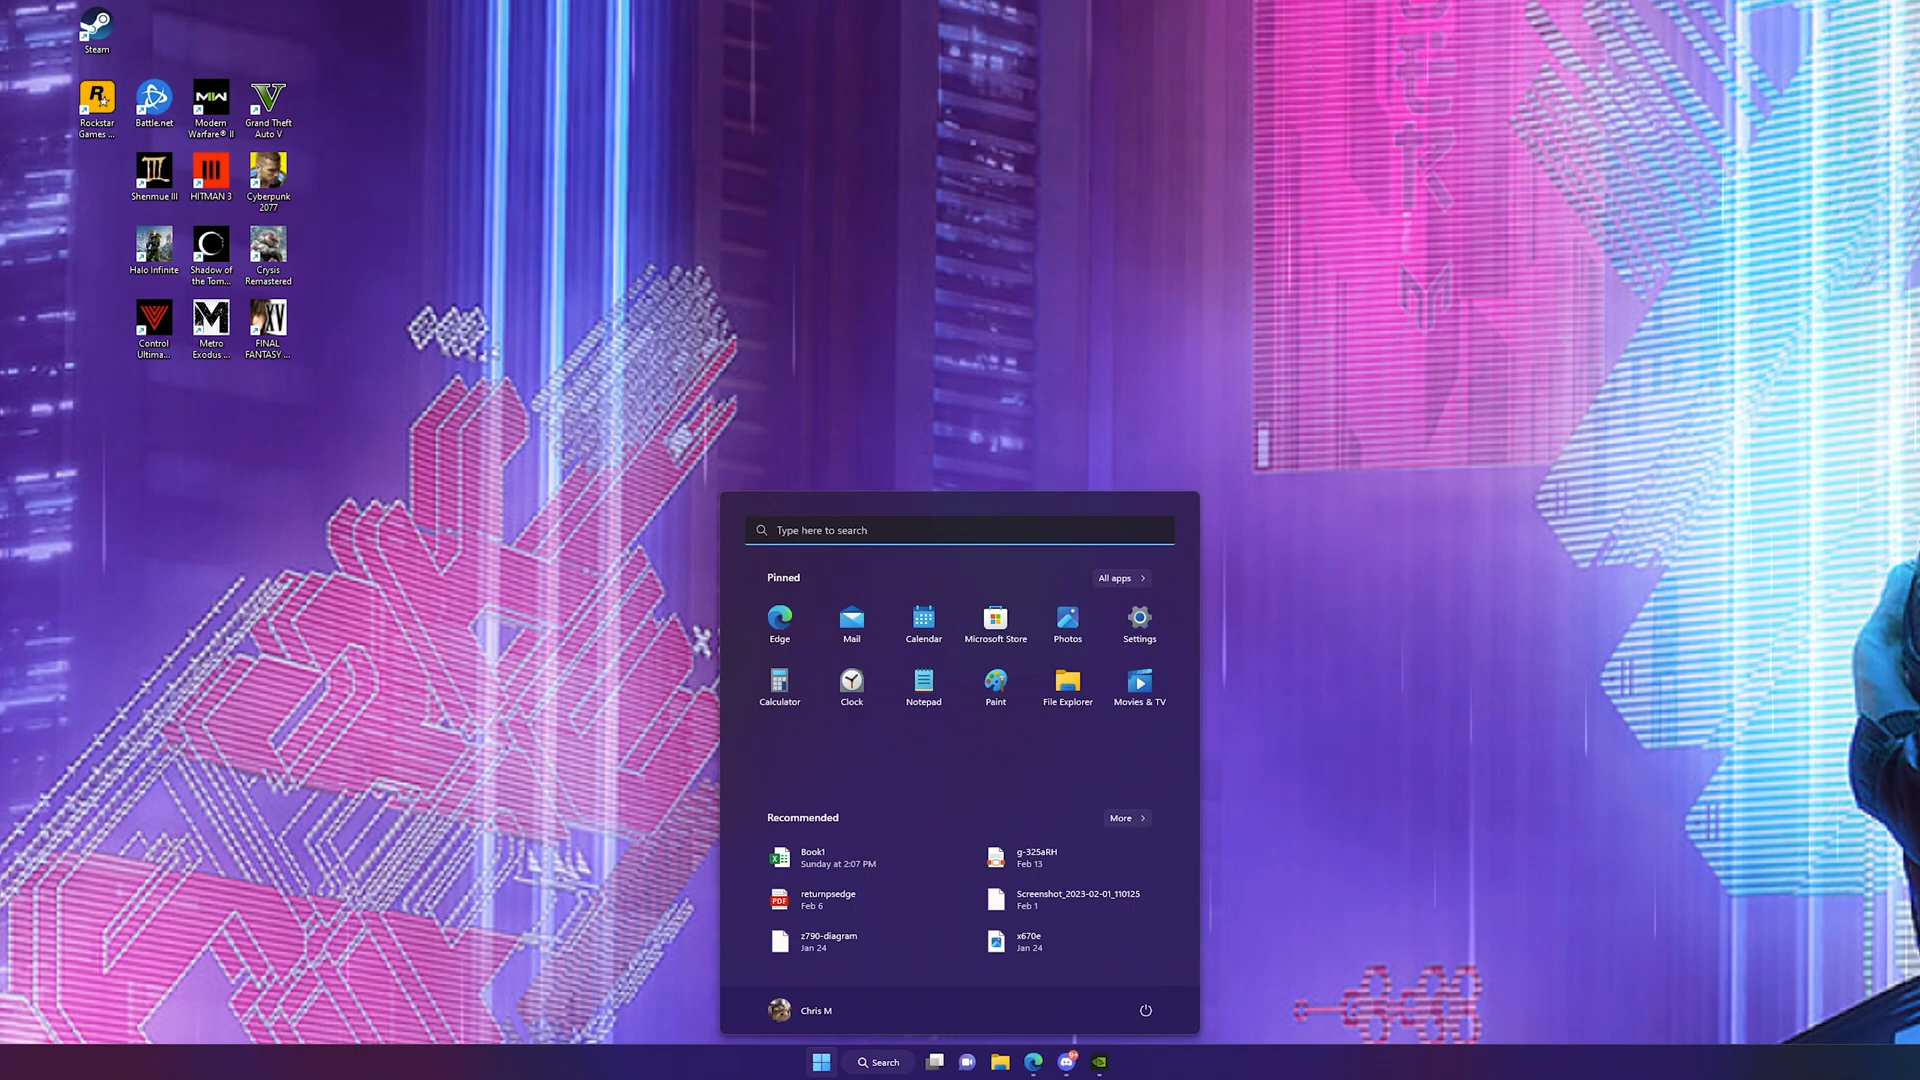 Steam
Rockstar
Games ...
Battle.net
Modern
Warfare® II
Grand Theft
Auto V
Shenmue III
HITMAN 3
Cyberpunk
2077
Halo Infinite
Shadow of
the Tom...
Crysis
Remastered
Control
Ultima...
Metro
Exodus ...
FINAL
FANTASY ...
Type here to search
Pinned
All apps
Edge
Mail
Calendar
Microsoft Store
Photos
Settings
Calculator
Clock
Notepad
Paint
File Explorer
Movies & TV
Recommended
More
Book1
Sunday at 2:07 PM
g-325aRH
Feb 13
returnpsedge
Feb 6
Screenshot_2023-02-01_110125
Feb 1
z790-diagram
Jan 24
x670e
Jan 24
Chris M
Search